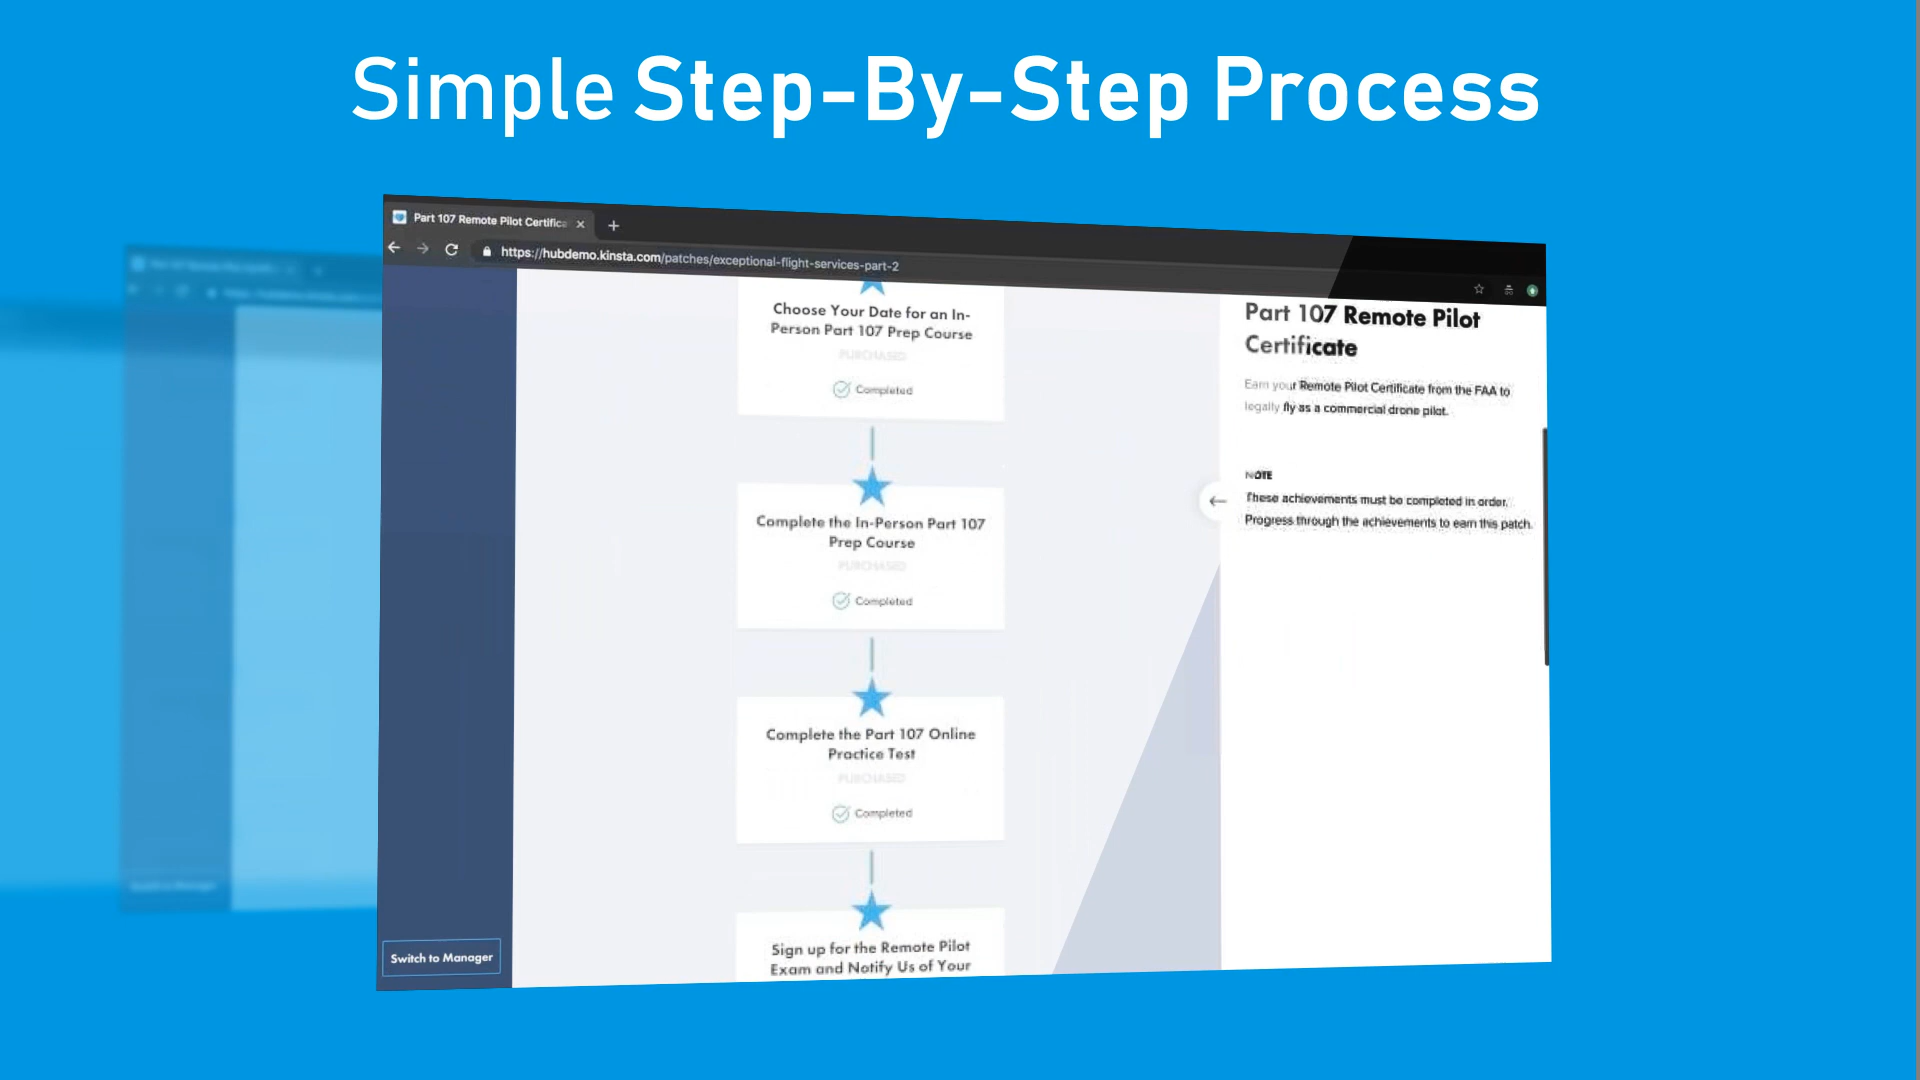 Simple Step-By-Step Process
Part 107 Remote Pilot Certific
https://hubdemo.kinsta.com/patches/exceptional-flight-services-part-2
Choose Your Date for an In-
Person Part 107 Prep Course
PURCHASED
Completed
Complete the In-Person Part 107
Prep Course
PURCHASED
Completed
Complete the Part 107 Online
Practice Test
PURCHASED
Completed
Sign up for the Remote Pilot
Exam and Notify Us of Your
Switch to Manager
Part 107 Remote Pilot
Certificate
Earn your Remote Pilot Certificate from the FAA to
legally fly as a commercial drone pilot.
NOTE
These achievements must be completed in order.
Progress through the achievements to earn this patch.